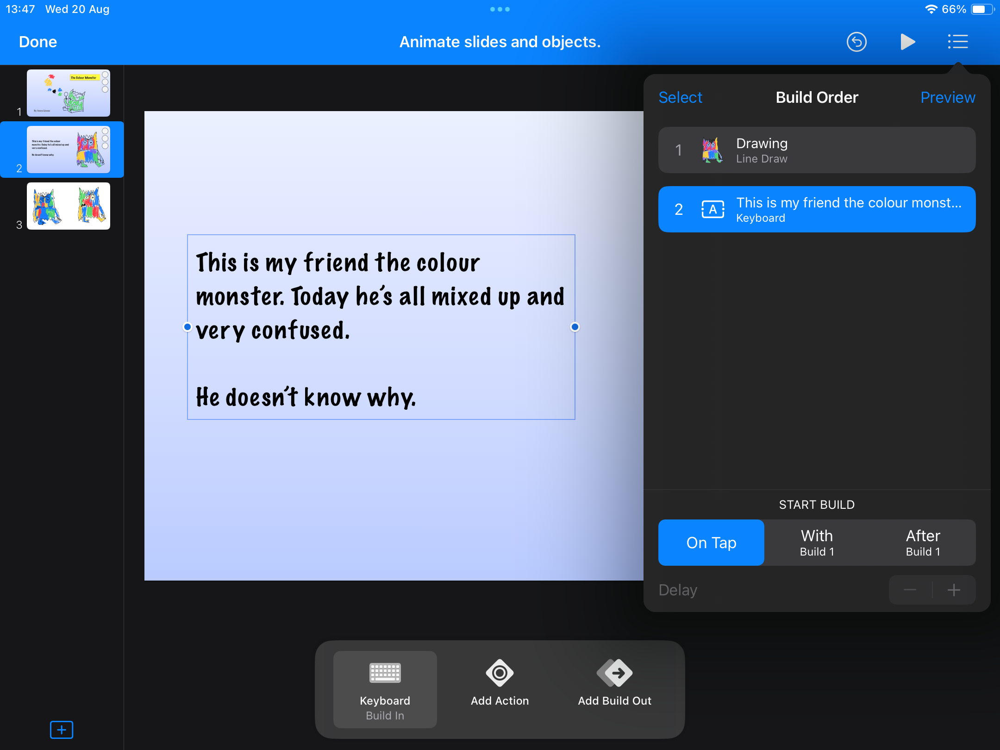 13:47 Wed 20 Aug
66%
Done
Animate slides and objects.
The Colour Monster
By Anna Llenas
1
This is my friend the colour
monster. Today he's all mixed up and
very confused.
He doesn't know why.
2
3
This is my friend the colour
monster. Today he's all mixed up and
very confused.
He doesn't know why.
Select
Build Order
Preview
1
Drawing
Line Draw
2
A
This is my friend the colour monst...
Keyboard
START BUILD
On Tap
With
Build 1
After
Build 1
Delay
Keyboard
Build In
Add Action
Add Build Out